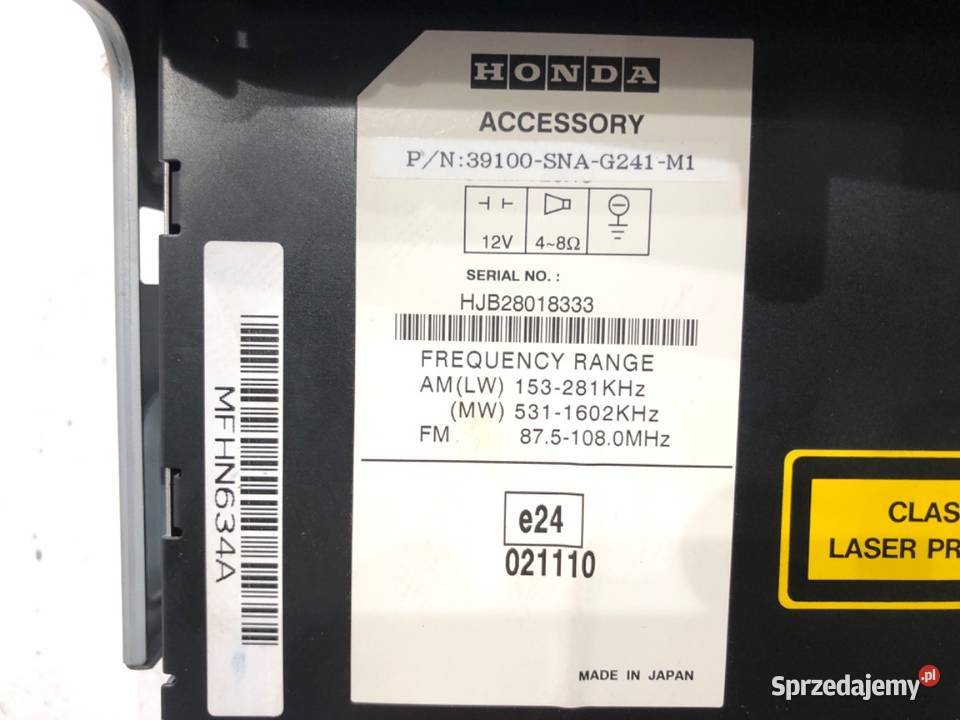 HONDA
ACCESSORY
P/N:39100-SNA-G241-M1
12V
4~8Ω
SERIAL NO. :
HJB28018333
FREQUENCY RANGE
AM(LW) 153-281KHz
(MW) 531-1602KHz
FM 87.5-108.0MHz
e24
021110
MADE IN JAPAN
MFHN634A
CLAS
LASER PR
Sprzedajemy.pl